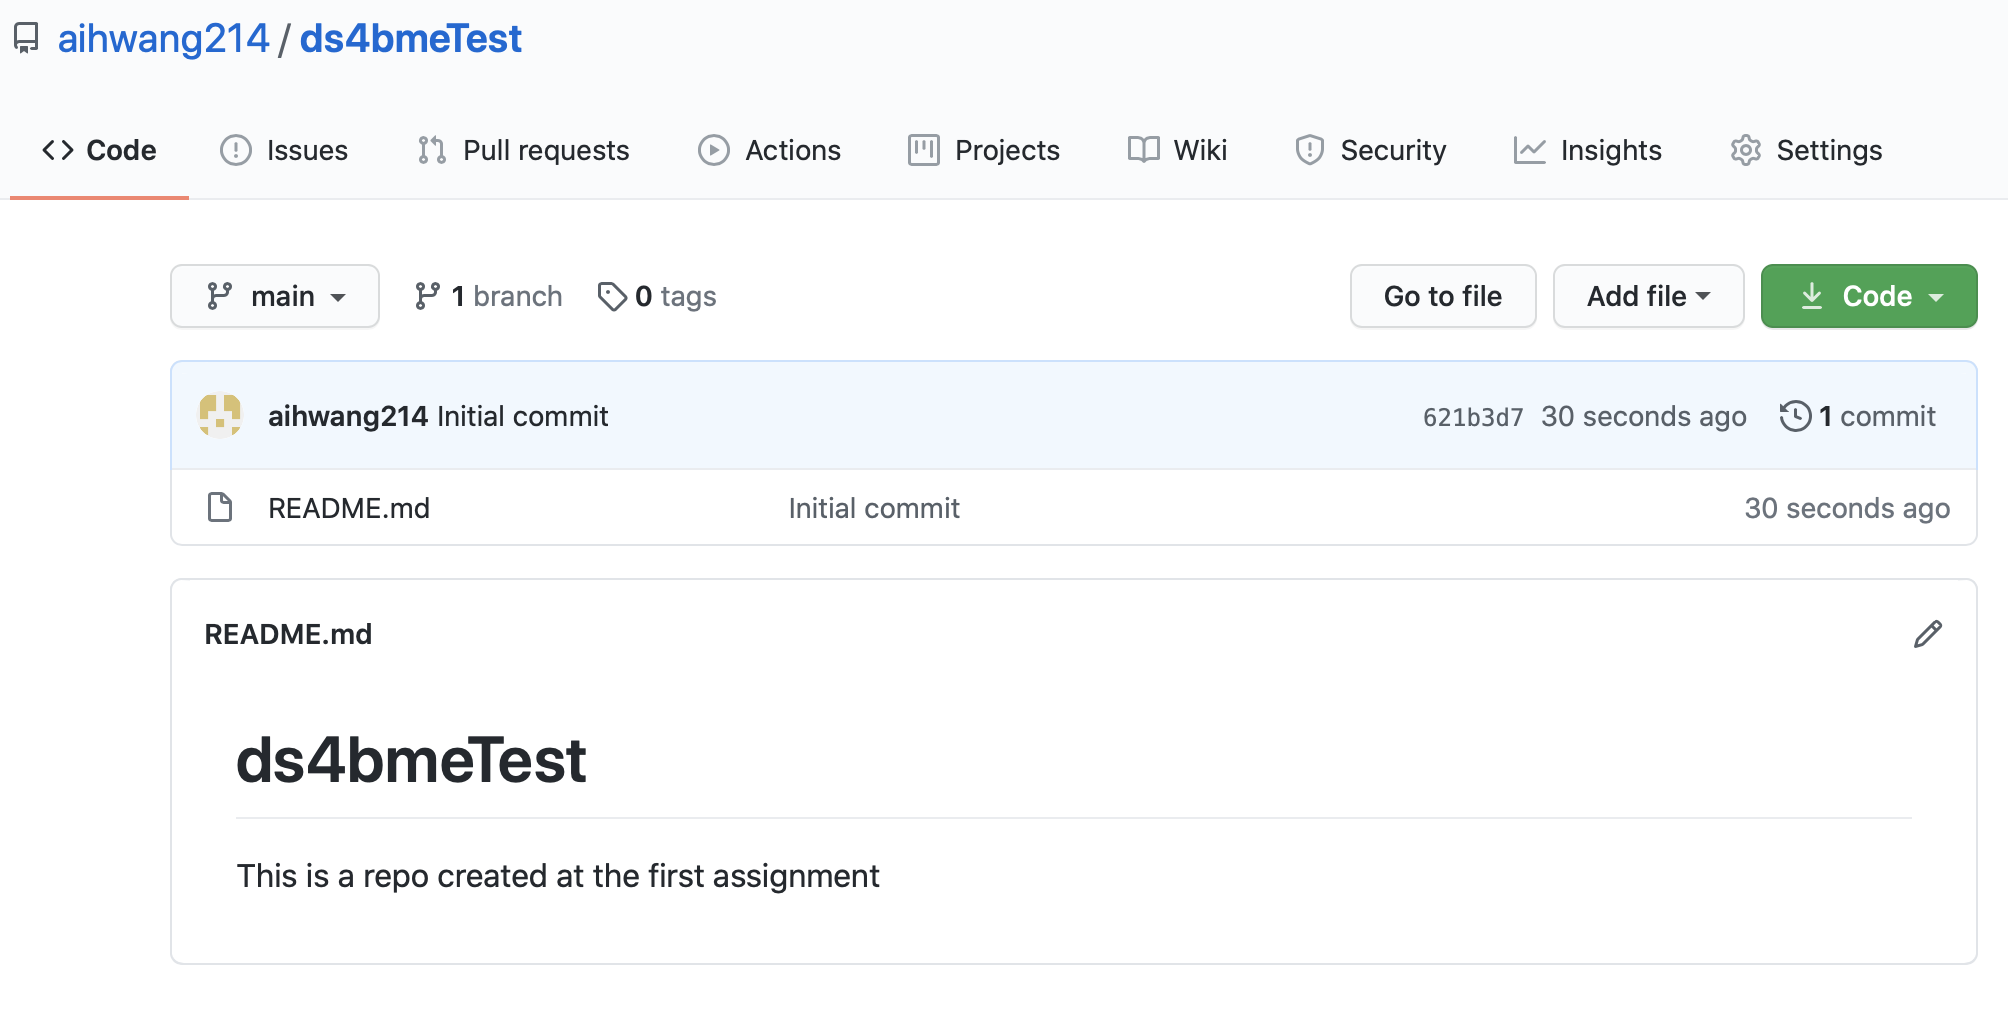 aihwang214 / ds4bmeTest
Code Issues Pull requests Actions Projects Wiki Security Insights Settings
main 1 branch 0 tags Go to file Add file Code
aihwang214 Initial commit 621b3d7 30 seconds ago 1 commit
README.md Initial commit 30 seconds ago
README.md
ds4bmeTest
This is a repo created at the first assignment